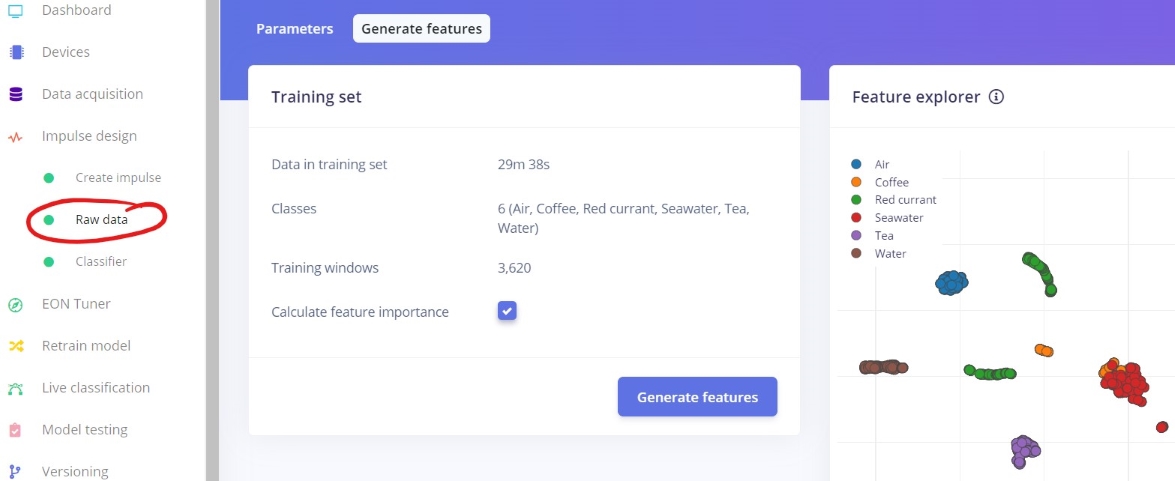 Dashboard
Devices
Data acquisition
Impulse design
Create impulse
Raw data
Classifier
EON Tuner
Retrain model
Live classification
Model testing
Versioning
Parameters
Generate features
Training set
Data in training set
29m 38s
Classes
6 (Air, Coffee, Red currant, Seawater, Tea,
Water)
Training windows
3,620
Calculate feature importance
Generate features
Feature explorer
Air
Coffee
Red currant
Seawater
Tea
Water